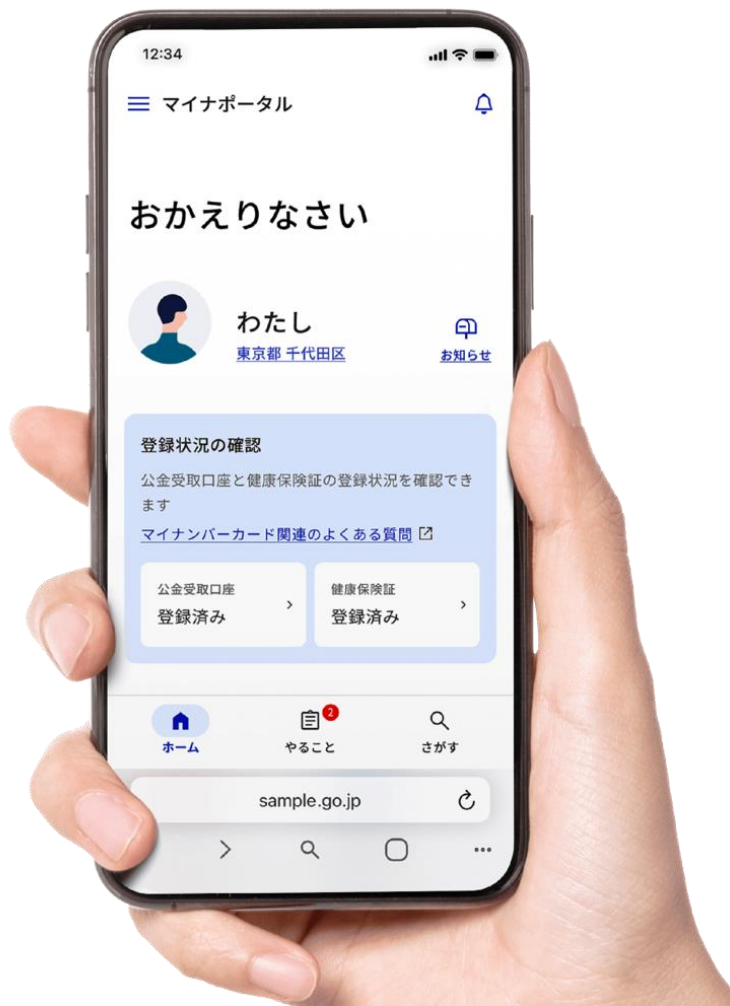 12:34
マイナポータル
おかえりなさい
わたし
東京都 千代田区
お知らせ
登録状況の確認
公金受取口座と健康保険証の登録状況を確認でき
ます
マイナンバーカード関連のよくある質問
公金受取口座
登録済み
健康保険証
登録済み
2
ホーム
やること
さがす
sample.go.jp